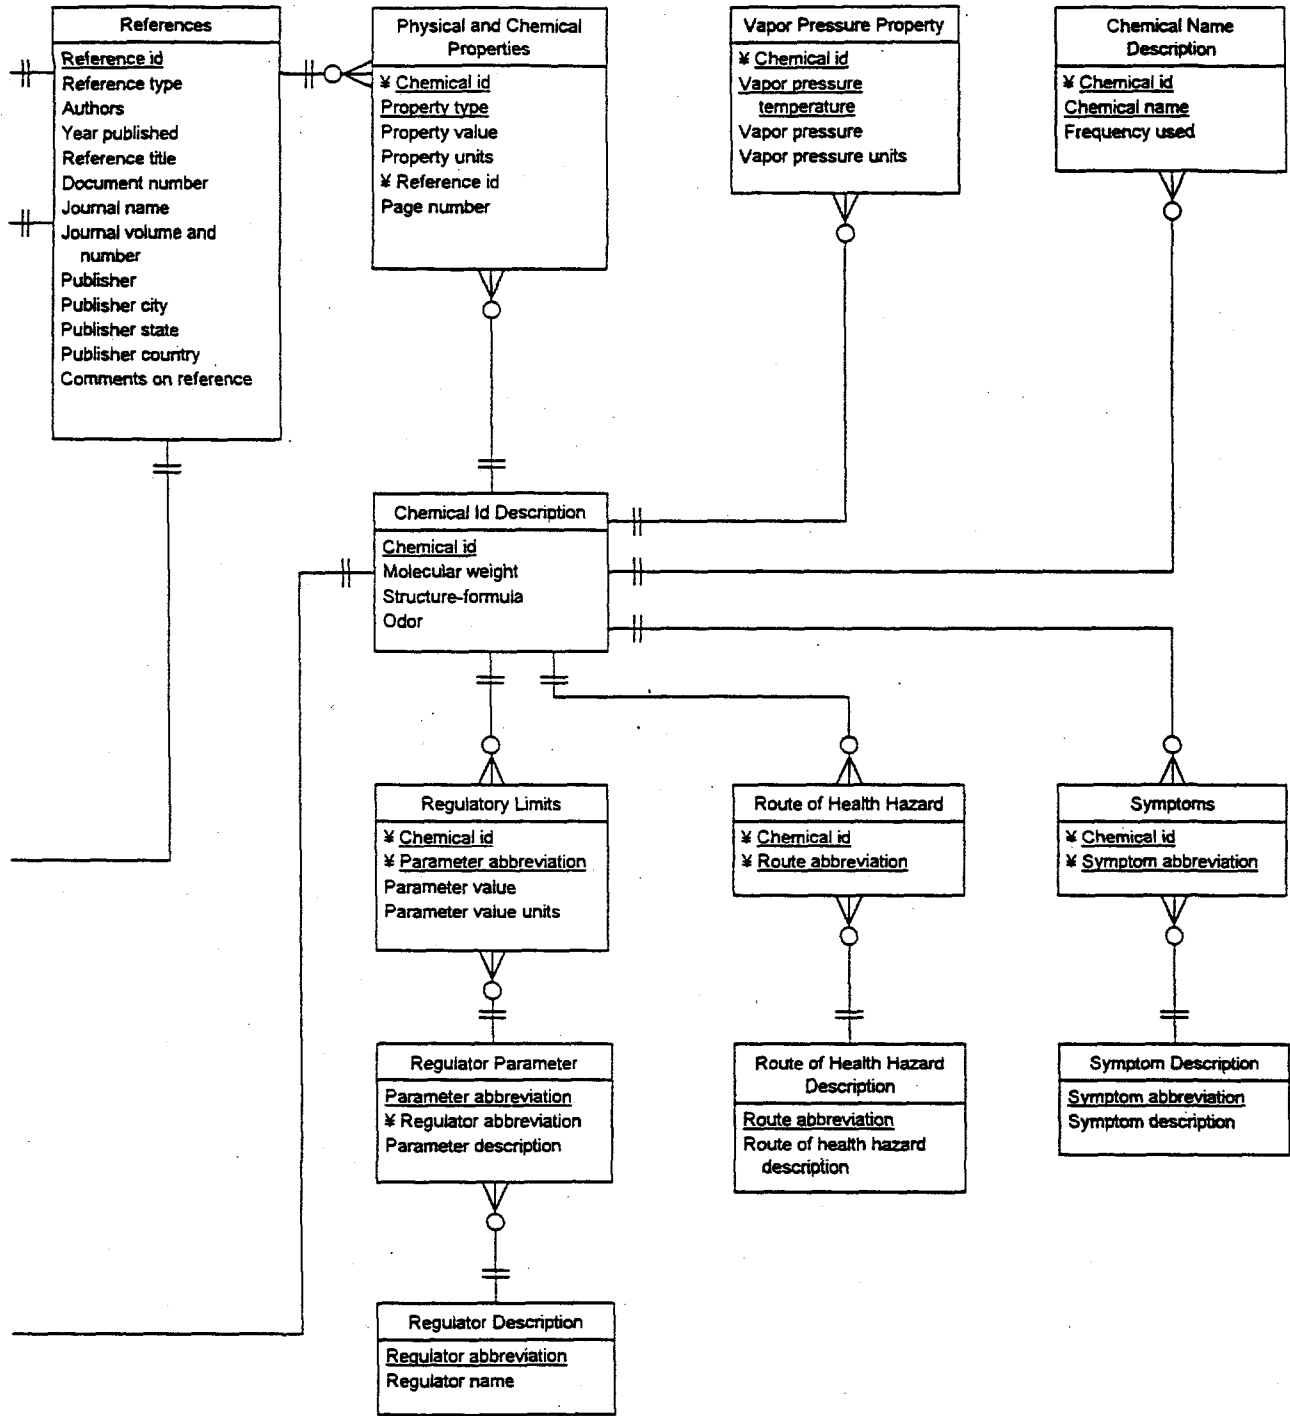 References
Reference id
Reference type
Authors
Year published
Reference title
Document number
Journal name
Journal volume and
number
Publisher
Publisher city
Publisher state
Publisher country
Comments on reference
Physical and Chemical
Properties
¥ Chemical id
Property type
Property value
Property units
¥ Reference id
Page number
Vapor Pressure Property
¥ Chemical id
Vapor pressure
temperature
Vapor pressure
Vapor pressure units
Chemical Name
Description
¥ Chemical id
Chemical name
Frequency used
Chemical Id Description
Chemical id
Molecular weight
Structure-formula
Odor
Regulatory Limits
¥ Chemical id
¥ Parameter abbreviation
Parameter value
Parameter value units
Route of Health Hazard
¥ Chemical id
¥ Route abbreviation
Symptoms
¥ Chemical id
¥ Symptom abbreviation
Regulator Parameter
Parameter abbreviation
¥ Regulator abbreviation
Parameter description
Route of Health Hazard
Description
Route abbreviation
Route of health hazard
description
Symptom Description
Symptom abbreviation
Symptom description
Regulator Description
Regulator abbreviation
Regulator name